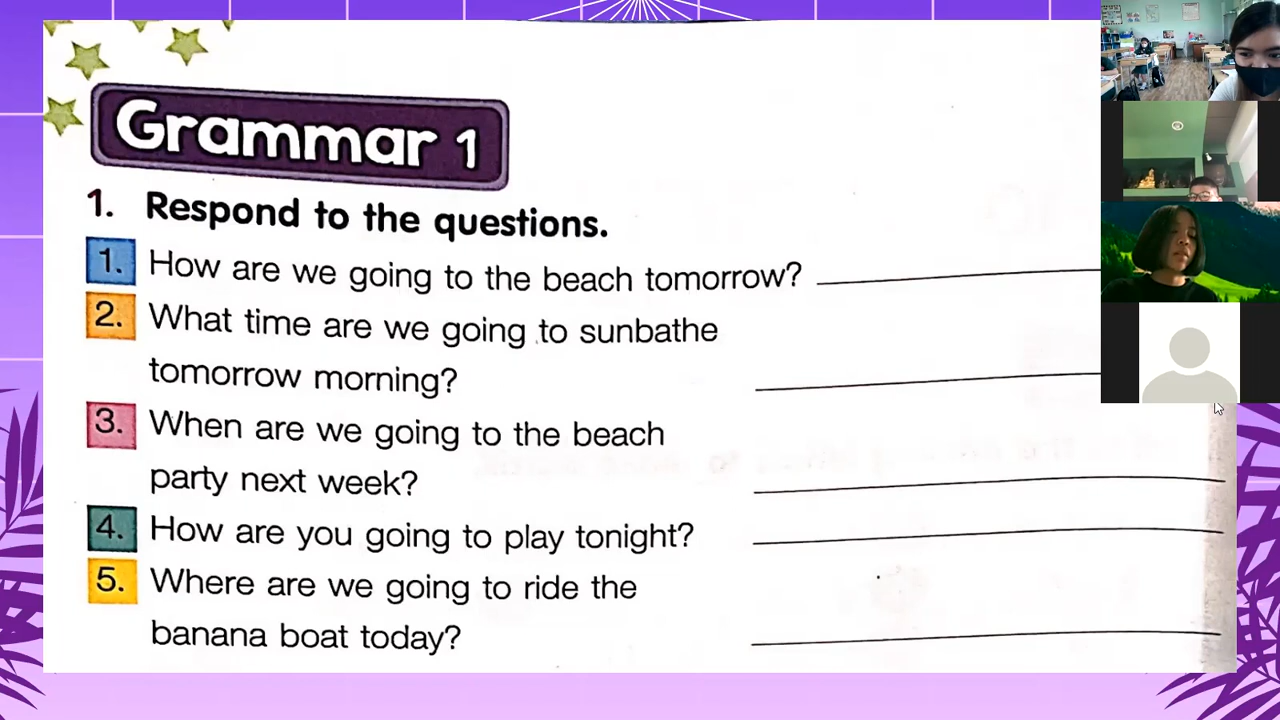 Grammar 1
1. Respond to the questions.
1. How are we going to the beach tomorrow?
2. What time are we going to sunbathe
tomorrow morning?
3. When are we going to the beach
party next week?
4. How are you going to play tonight?
5. Where are we going to ride the
banana boat today?